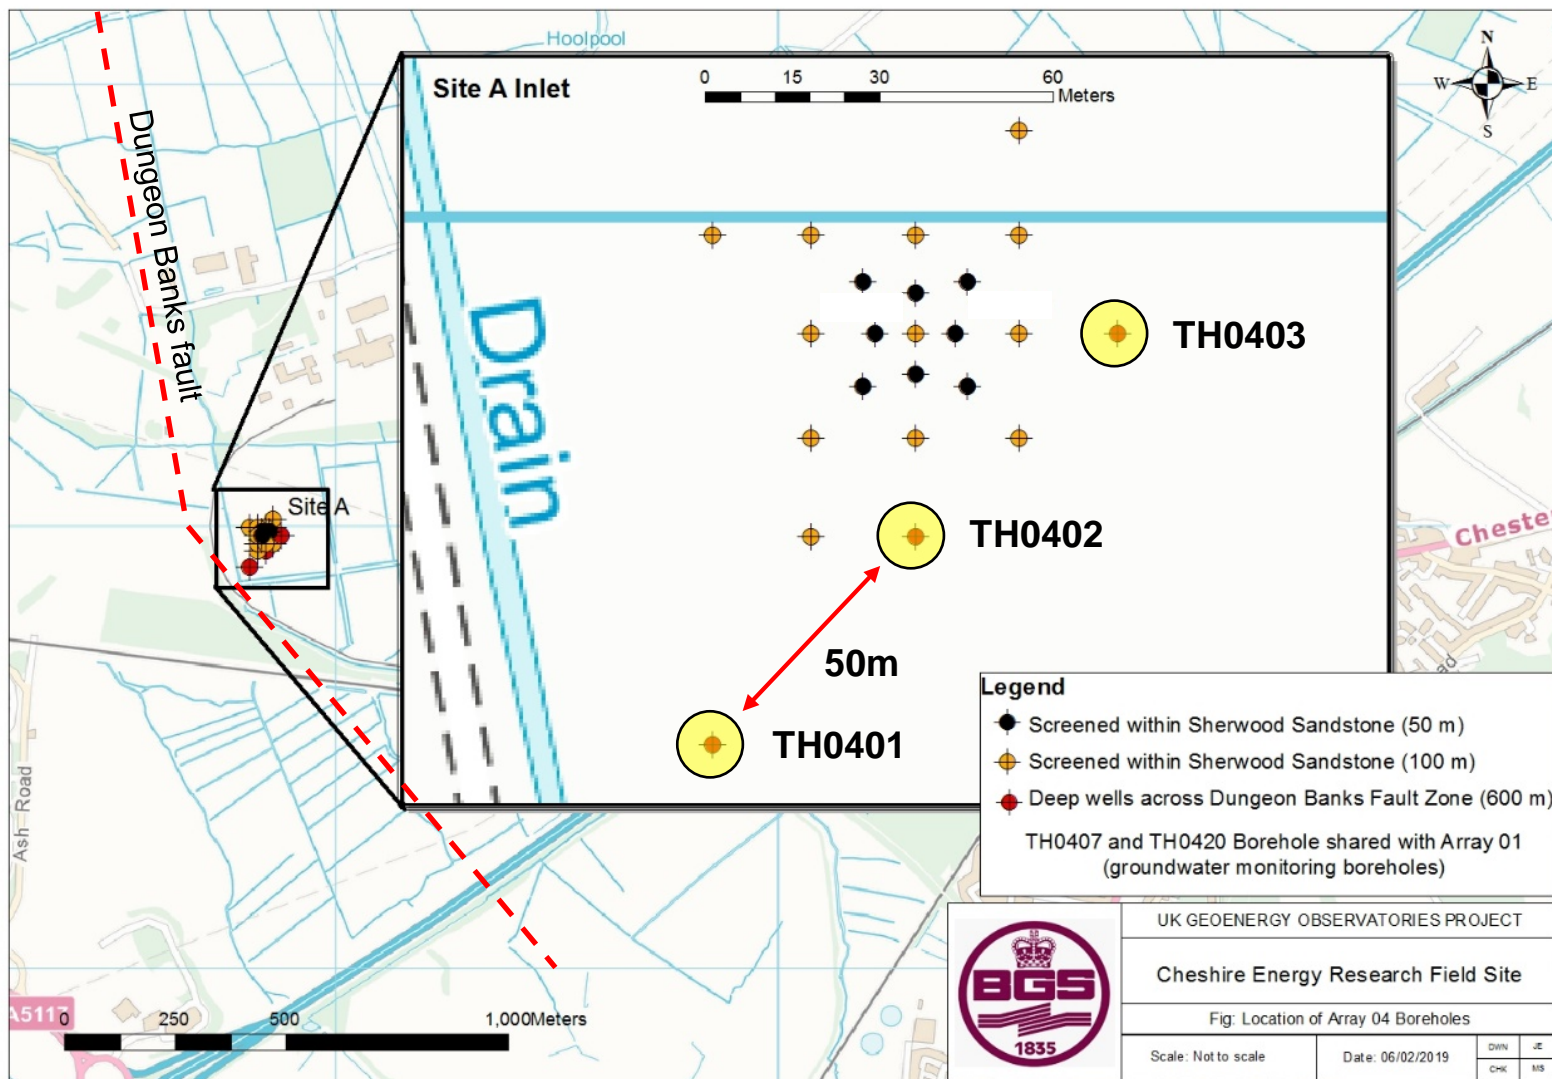 Hoolpool
N
W
E
S
Site A Inlet
0 15 30 60
Meters
Dungeon Banks fault
Drain
TH0403
TH0402
Site A
50m
TH0401
Chester
Ash Road
Legend
Screened within Sherwood Sandstone (50 m)
Screened within Sherwood Sandstone (100 m)
Deep wells across Dungeon Banks Fault Zone (600 m)
TH0407 and TH0420 Borehole shared with Array 01
(groundwater monitoring boreholes)
UK GEOENERGY OBSERVATORIES PROJECT
Cheshire Energy Research Field Site
Fig: Location of Array 04 Boreholes
Scale: Not to scale
Date: 06/02/2019
DWN JE
CHK MS
BGS
1835
A5117
0 250 500 1,000Meters